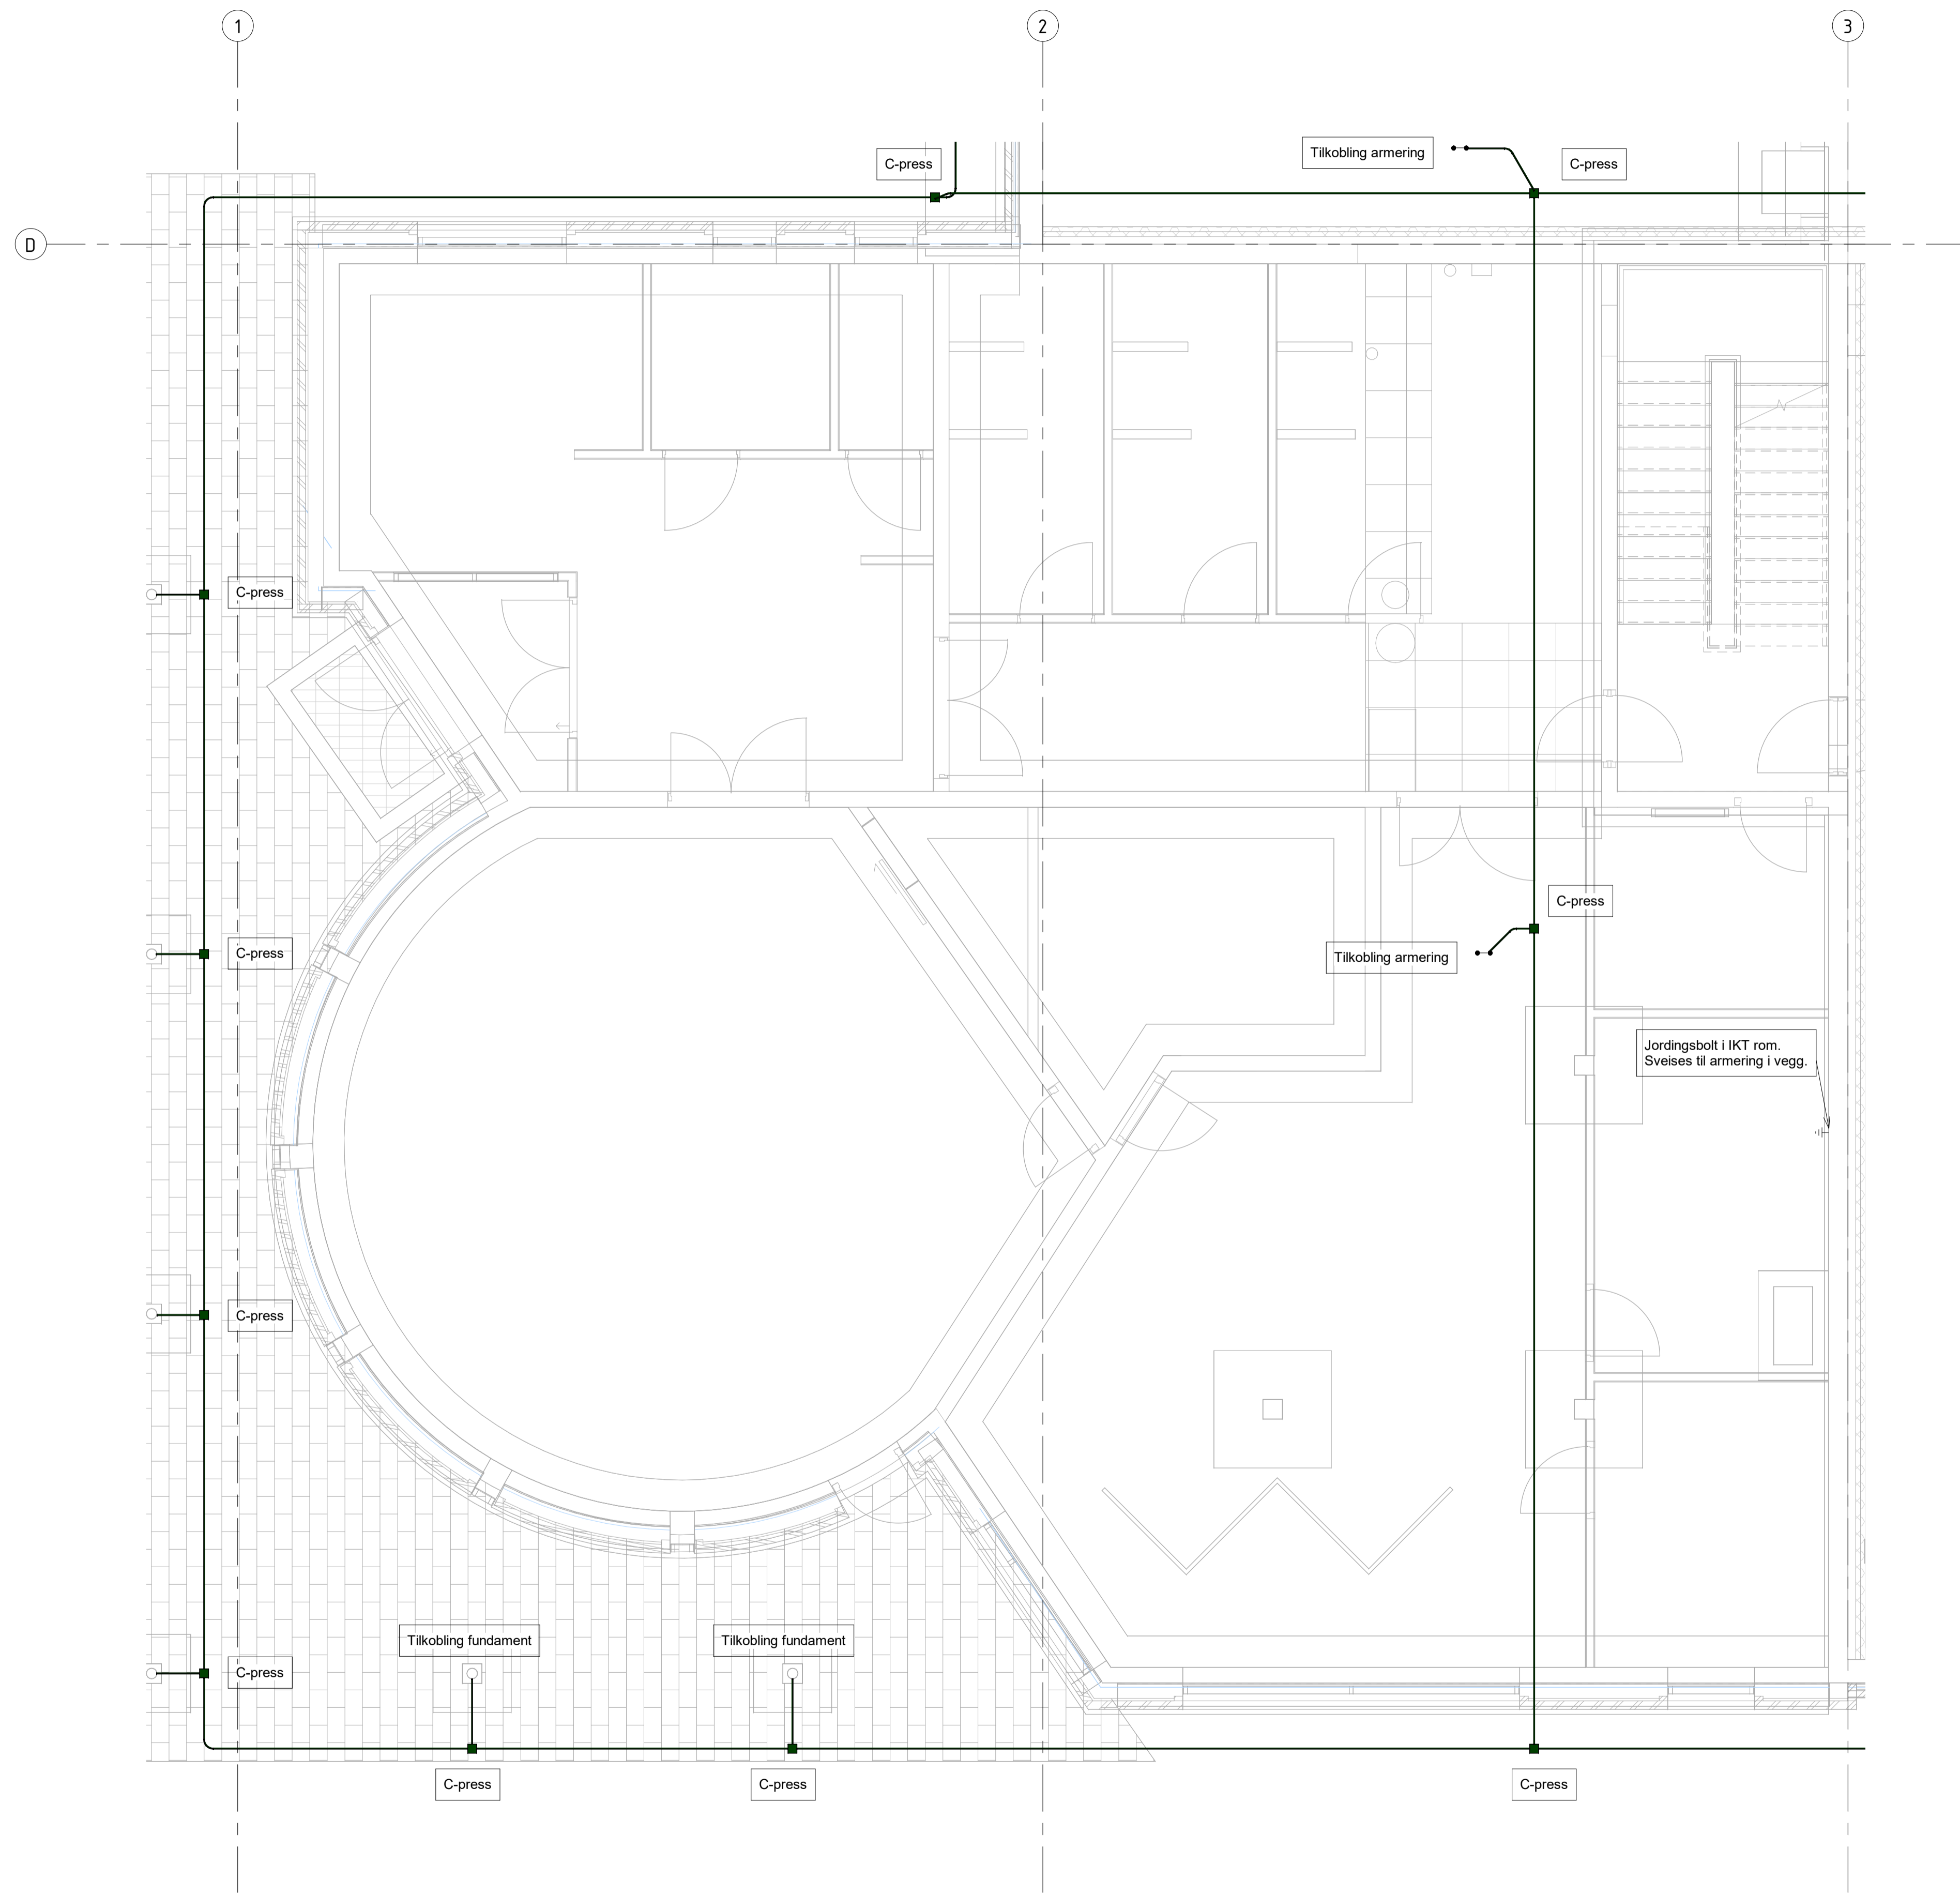 1
2
3
C-press
Tilkobling armering
C-press
D
C-press
C-press
Tilkobling armering
C-press
Jordingsbolt i IKT rom.
Sveises til armering i vegg.
C-press
Tilkobling fundament
Tilkobling fundament
C-press
C-press
C-press
C-press